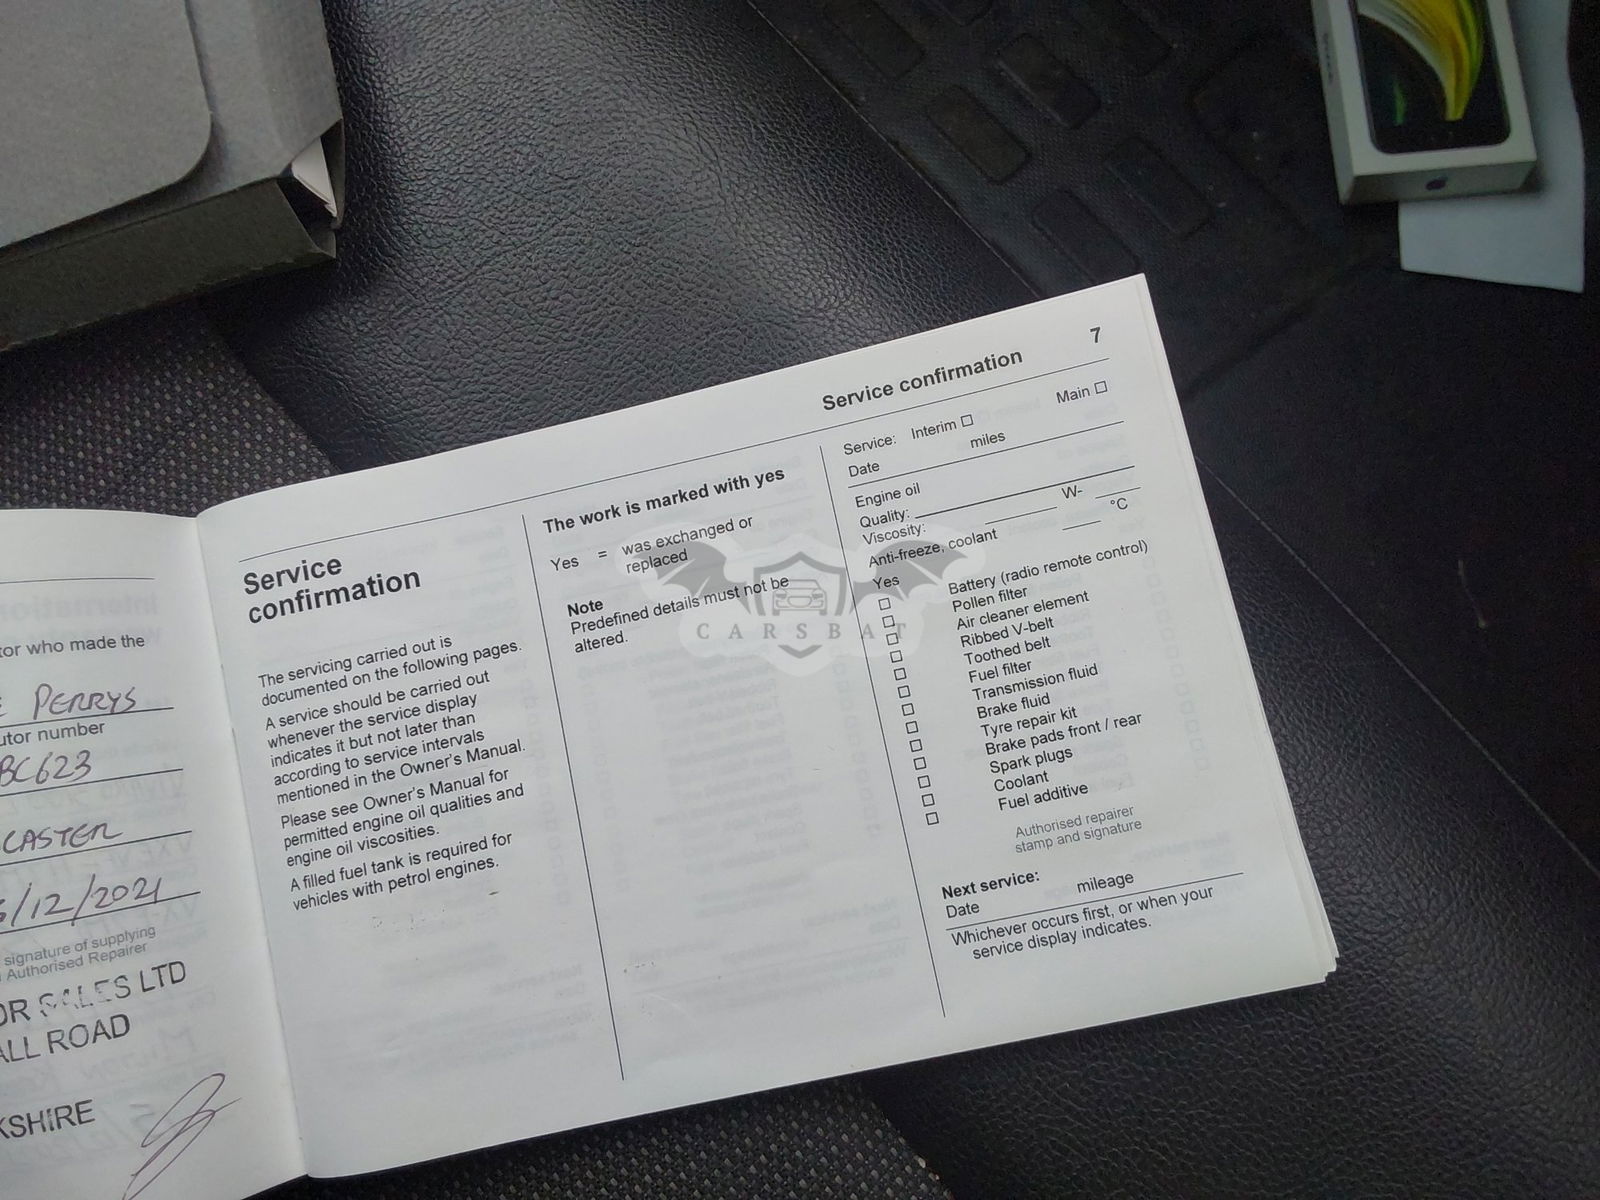 tor who made the
E PERRYS
utor number
BC623
CASTER
/12/2021
signature of supplying
Authorised Repairer
OR SALES LTD
ALL ROAD
KSHIRE
Service confirmation 7
Service
confirmation
The servicing carried out is
documented on the following pages.
A service should be carried out
whenever the service display
indicates it but not later than
according to service intervals
mentioned in the Owner's Manual.
Please see Owner's Manual for
permitted engine oil qualities and
engine oil viscosities.
A filled fuel tank is required for
vehicles with petrol engines.
The work is marked with yes
Yes = was exchanged or
replaced
Note
Predefined details must not be
altered.
CARSBAT
Service: Interim ☐ Main ☐
Date miles
Engine oil
Quality:
Viscosity: W-
Anti-freeze, coolant °C
Yes
☐ Battery (radio remote control)
☐ Pollen filter
☐ Air cleaner element
☐ Ribbed V-belt
☐ Toothed belt
☐ Fuel filter
☐ Transmission fluid
☐ Brake fluid
☐ Tyre repair kit
☐ Brake pads front / rear
☐ Spark plugs
☐ Coolant
☐ Fuel additive
Authorised repairer
stamp and signature
Next service:
Date mileage
Whichever occurs first, or when your
service display indicates.